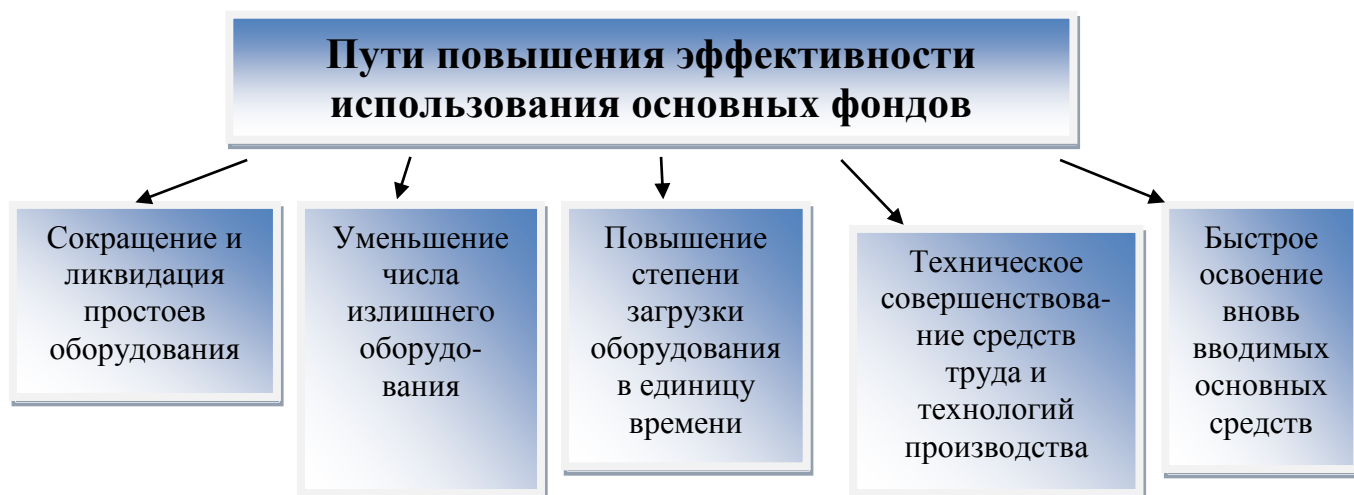 Пути повышения эффективности
использования основных фондов
Сокращение и
ликвидация
простоев
оборудования
Уменьшение
числа
излишнего
оборудо-
вания
Повышение
степени
загрузки
оборудования
в единицу
времени
Техническое
совершенствова-
ние средств
труда и
технологий
производства
Быстрое
освоение
вновь
вводимых
основных
средств